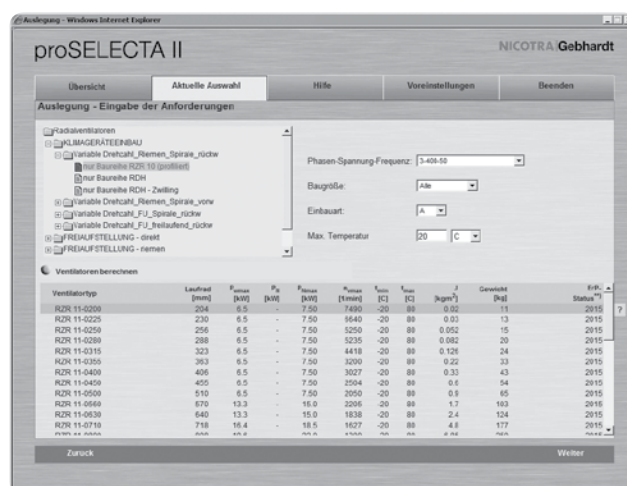 Auslegung - Windows Internet Explorer
proSELECTA II
NICOTRA Gebhardt
Übersicht Aktuelle Auswahl Hilfe Voreinstellungen Beenden
Auslegung - Eingabe der Anforderungen
Radialventilatoren
KLIMAGERÄTEEINBAU
Variable Drehzahl_Riemen_Spirale_rückw
nur Baureihe RZR 10 (profiliert)
nur Baureihe RDH
nur Baureihe RDH - Zwilling
Variable Drehzahl_Riemen_Spirale_vorw
Variable Drehzahl_FU_Spirale_rückw
Variable Drehzahl_FU_freilaufend_rückw
FREIAUFSTELLUNG - direkt
FREIAUFSTELLUNG - riemen
Phasen-Spannung-Frequenz: 3-400-50
Baugröße: Alle
Einbauart: A
Max. Temperatur 20 C
Ventilatoren berechnen
Ventilatortyp Laufrad [mm] [kW] [kW] [kW] [1/min] [C] [C] J [kgm²] Gewicht [kg] ErP-Status**)
RZR 11-0200 204 6.5 - 7.50 7490 -20 80 0.02 11 2015
RZR 11-0225 230 6.5 - 7.50 6640 -20 80 0.03 13 2015
RZR 11-0250 256 6.5 - 7.50 5250 -20 80 0.052 15 2015
RZR 11-0280 288 6.5 - 7.50 5235 -20 80 0.082 20 2015
RZR 11-0315 323 6.5 - 7.50 4418 -20 80 0.126 24 2015
RZR 11-0355 363 6.5 - 7.50 3200 -20 80 0.22 33 2015
RZR 11-0400 406 6.5 - 7.50 3027 -20 80 0.33 43 2015
RZR 11-0450 455 6.5 - 7.50 2504 -20 80 0.6 54 2015
RZR 11-0500 510 6.5 - 7.50 2050 -20 80 0.9 65 2015
RZR 11-0560 570 13.3 - 15.0 2206 -20 80 1.7 103 2015
RZR 11-0630 640 13.3 - 15.0 1838 -20 80 2.4 124 2015
RZR 11-0710 718 16.4 - 18.5 1627 -20 80 4.8 177 2015
?
Zurück Weiter